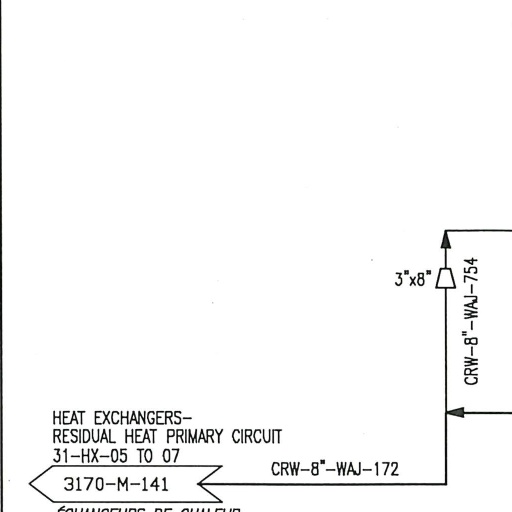 3"x8"
CRW-8"-WAJ-754
HEAT EXCHANGERS-
RESIDUAL HEAT PRIMARY CIRCUIT
31-HX-05 TO 07
CRW-8"-WAJ-172
3170-M-141
ÉCHANGEURS DE CHALEUR